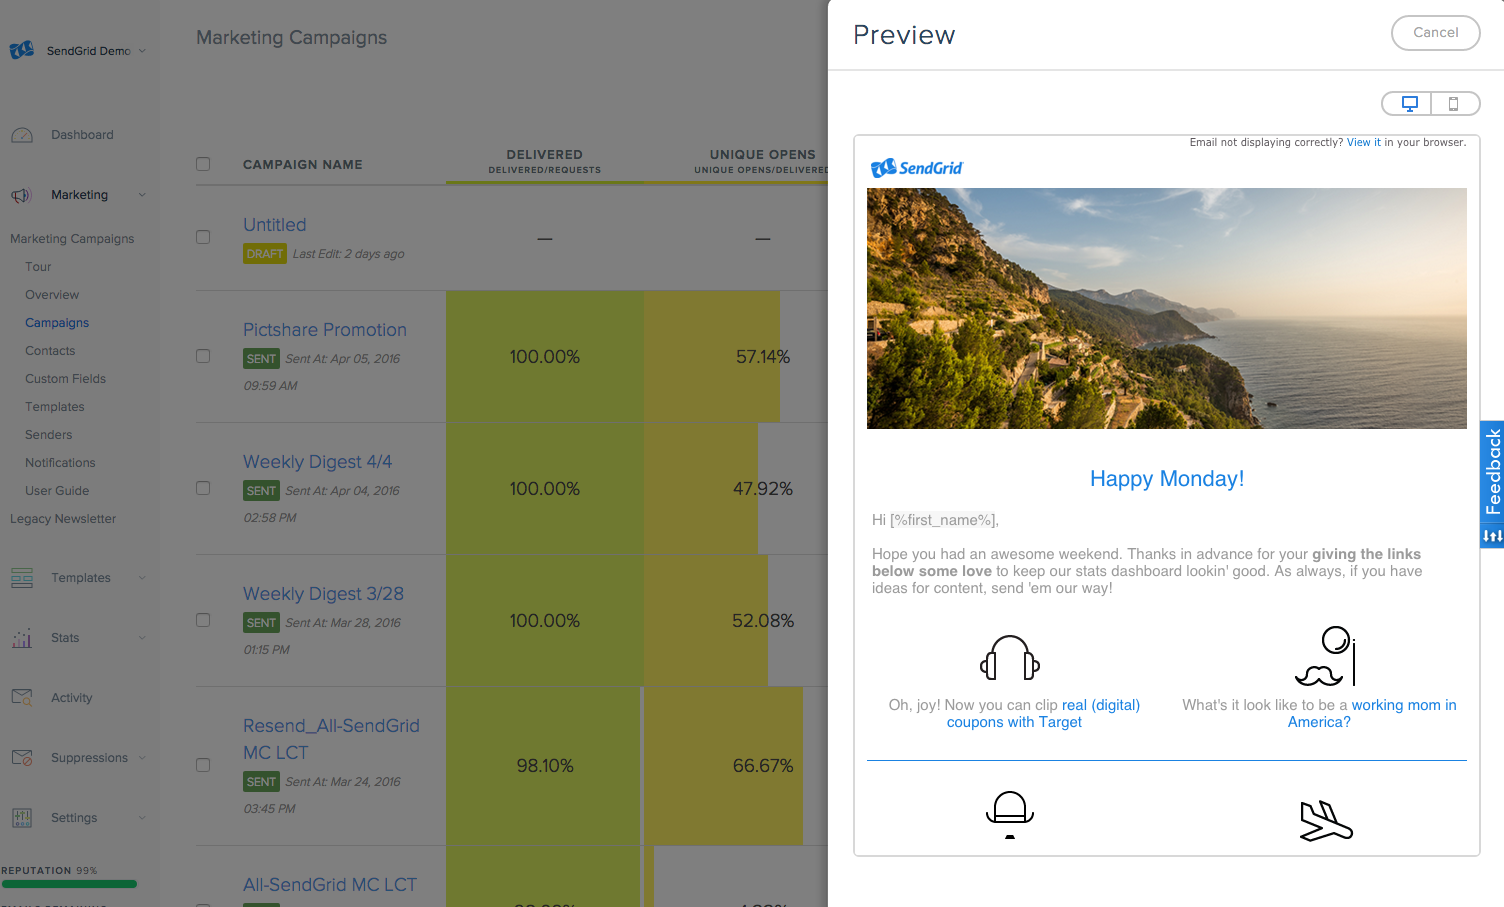 SendGrid Demo
Dashboard
Marketing
Marketing Campaigns
Tour
Overview
Campaigns
Contacts
Custom Fields
Templates
Senders
Notifications
User Guide
Legacy Newsletter
Templates
Stats
Activity
Suppressions
Settings
REPUTATION 99%
Marketing Campaigns
CAMPAIGN NAME
DELIVERED
DELIVERED/REQUESTS
UNIQUE OPENS
UNIQUE OPENS/DELIVERED
Untitled
DRAFT Last Edit: 2 days ago
—
—
Pictshare Promotion
SENT Sent At: Apr 05, 2016
09:59 AM
100.00%
57.14%
Weekly Digest 4/4
SENT Sent At: Apr 04, 2016
02:58 PM
100.00%
47.92%
Weekly Digest 3/28
SENT Sent At: Mar 28, 2016
01:15 PM
100.00%
52.08%
Resend_All-SendGrid
MC LCT
SENT Sent At: Mar 24, 2016
03:45 PM
98.10%
66.67%
All-SendGrid MC LCT
Preview
Cancel
Email not displaying correctly? View it in your browser.
SendGrid
Happy Monday!
Hi [%first_name%],
Hope you had an awesome weekend. Thanks in advance for your giving the links
below some love to keep our stats dashboard lookin' good. As always, if you have
ideas for content, send 'em our way!
Oh, joy! Now you can clip real (digital)
coupons with Target
What's it look like to be a working mom in
America?
Feedback